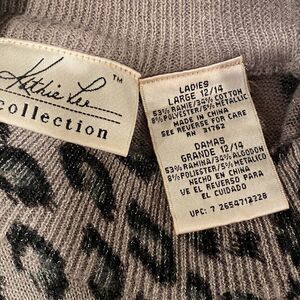 Kathie Lee ™
collection
LADIES
LARGE 12/14
53% RAMIE/34% COTTON
8% POLYESTER/5% METALLIC
MADE IN CHINA
SEE REVERSE FOR CARE
RN 31762
DAMAS
GRANDE 12/14
53% RAMINA/34% ALGODON
8% POLIESTER/5% METALICO
HECHO EN CHINA
VE EL REVERSO PARA
EL CUIDADO
UPC: 7 2654712228